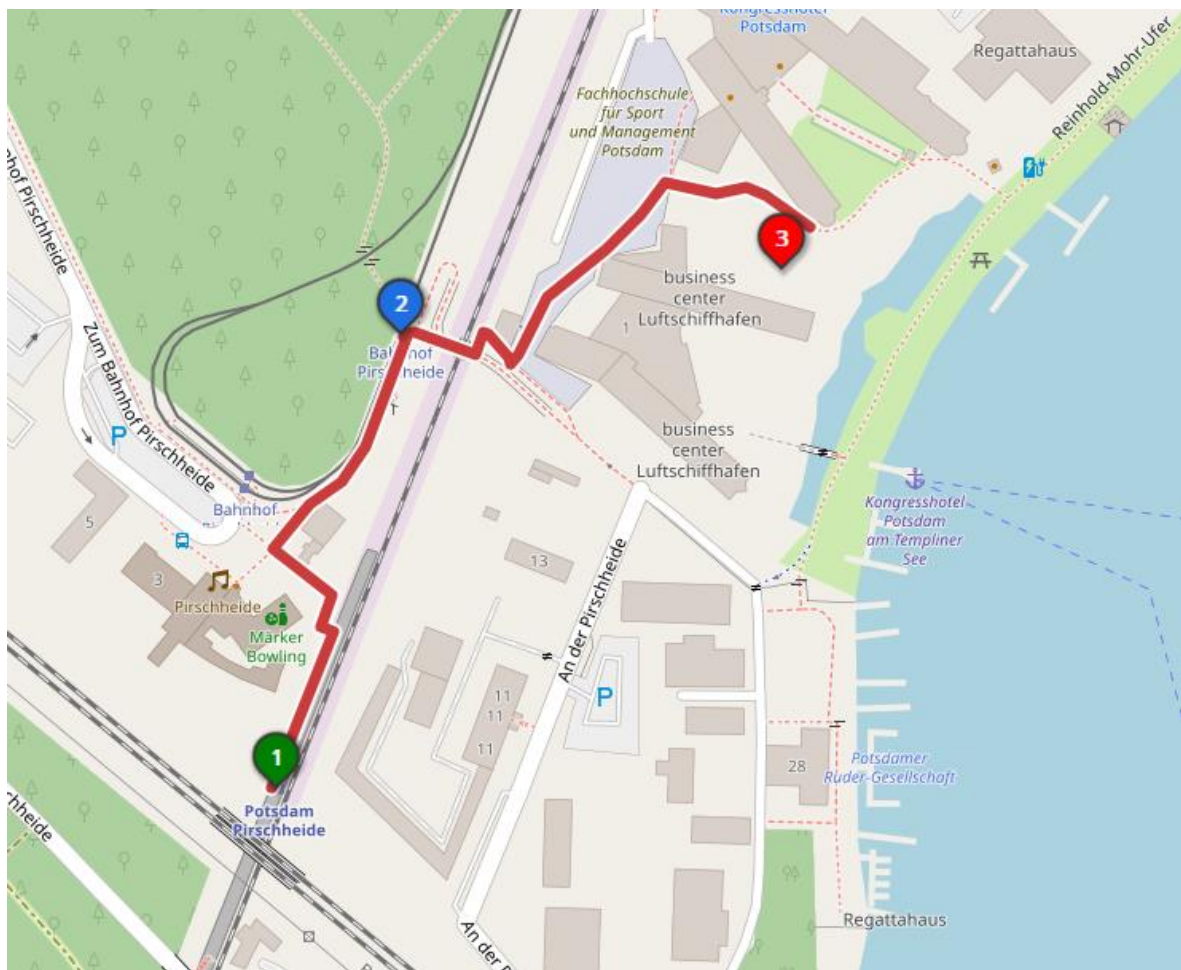 Kongresshotel
Potsdam
Regattahaus
Reinhold-Mohr-Ufer
Fachhochschule
für Sport
und Management
Potsdam
Pirschheide
3
business
center
Luftschiffhafen
1
2
Zum Bahnhof Pirschheide
P
Bahnhof
business
center
Luftschiffhafen
Kongresshotel
Potsdam
am Templiner
See
5
Bahnhof
13
3
Pirschheide
Märker
Bowling
An der Pirschheide
11
11
11
P
1
Potsdam
Pirschheide
28
Potsdamer
Ruder-Gesellschaft
Regattahaus
An der